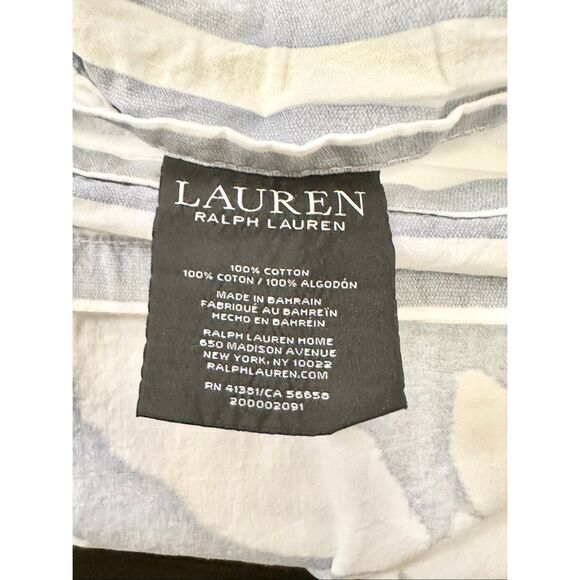 LAUREN
RALPH LAUREN
100% COTTON
100% COTON / 100% ALGODÓN
MADE IN BAHRAIN
FABRIQUÉ AU BAHREÏN
HECHO EN BAHRÉIN
RALPH LAUREN HOME
650 MADISON AVENUE
NEW YORK, NY 10022
RALPHLAUREN.COM
RN 41381/CA 56658
200002091